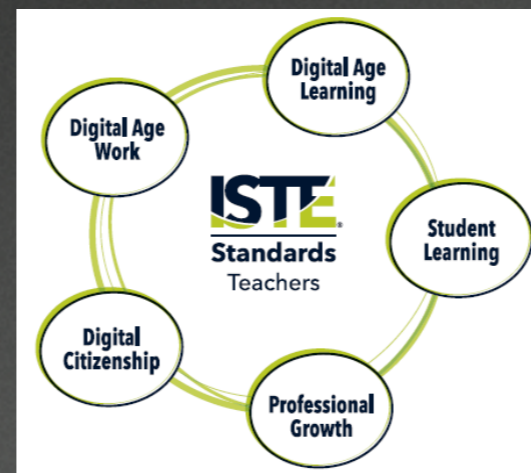 Digital Age
Learning
Digital Age
Work
ISTE®
Standards
Teachers
Student
Learning
Digital
Citizenship
Professional
Growth